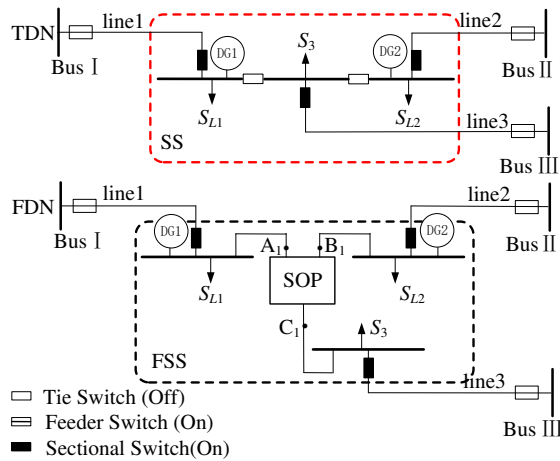 TDN
line1
line2
Bus Ⅰ
DG1
S3
DG2
Bus Ⅱ
SL1
SL2
line3
SS
Bus Ⅲ
FDN
line1
line2
Bus Ⅰ
DG1
DG2
Bus Ⅱ
A1
B1
SL1
SOP
SL2
C1
S3
FSS
line3
Bus Ⅲ
Tie Switch (Off)
Feeder Switch (On)
Sectional Switch(On)